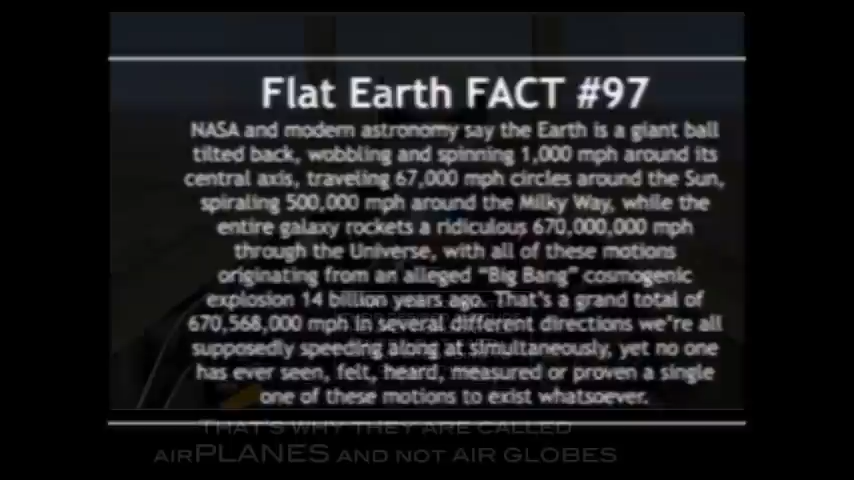 Flat Earth FACT #97
NASA and modern astronomy say the Earth is a giant ball
tilted back, wobbling and spinning 1,000 mph around its
central axis, traveling 67,000 mph circles around the Sun,
spiraling 500,000 mph around the Milky Way, while the
entire galaxy rockets a ridiculous 670,000,000 mph
through the Universe, with all of these motions
originating from an alleged “Big Bang” cosmogenic
explosion 14 billion years ago. That’s a grand total of
670,568,000 mph in several different directions we’re all
supposedly speeding along at simultaneously, yet no one
has ever seen, felt, heard, measured or proven a single
one of these motions to exist whatsoever.
THAT'S WHY THEY ARE CALLED
AIRPLANES AND NOT AIR GLOBES